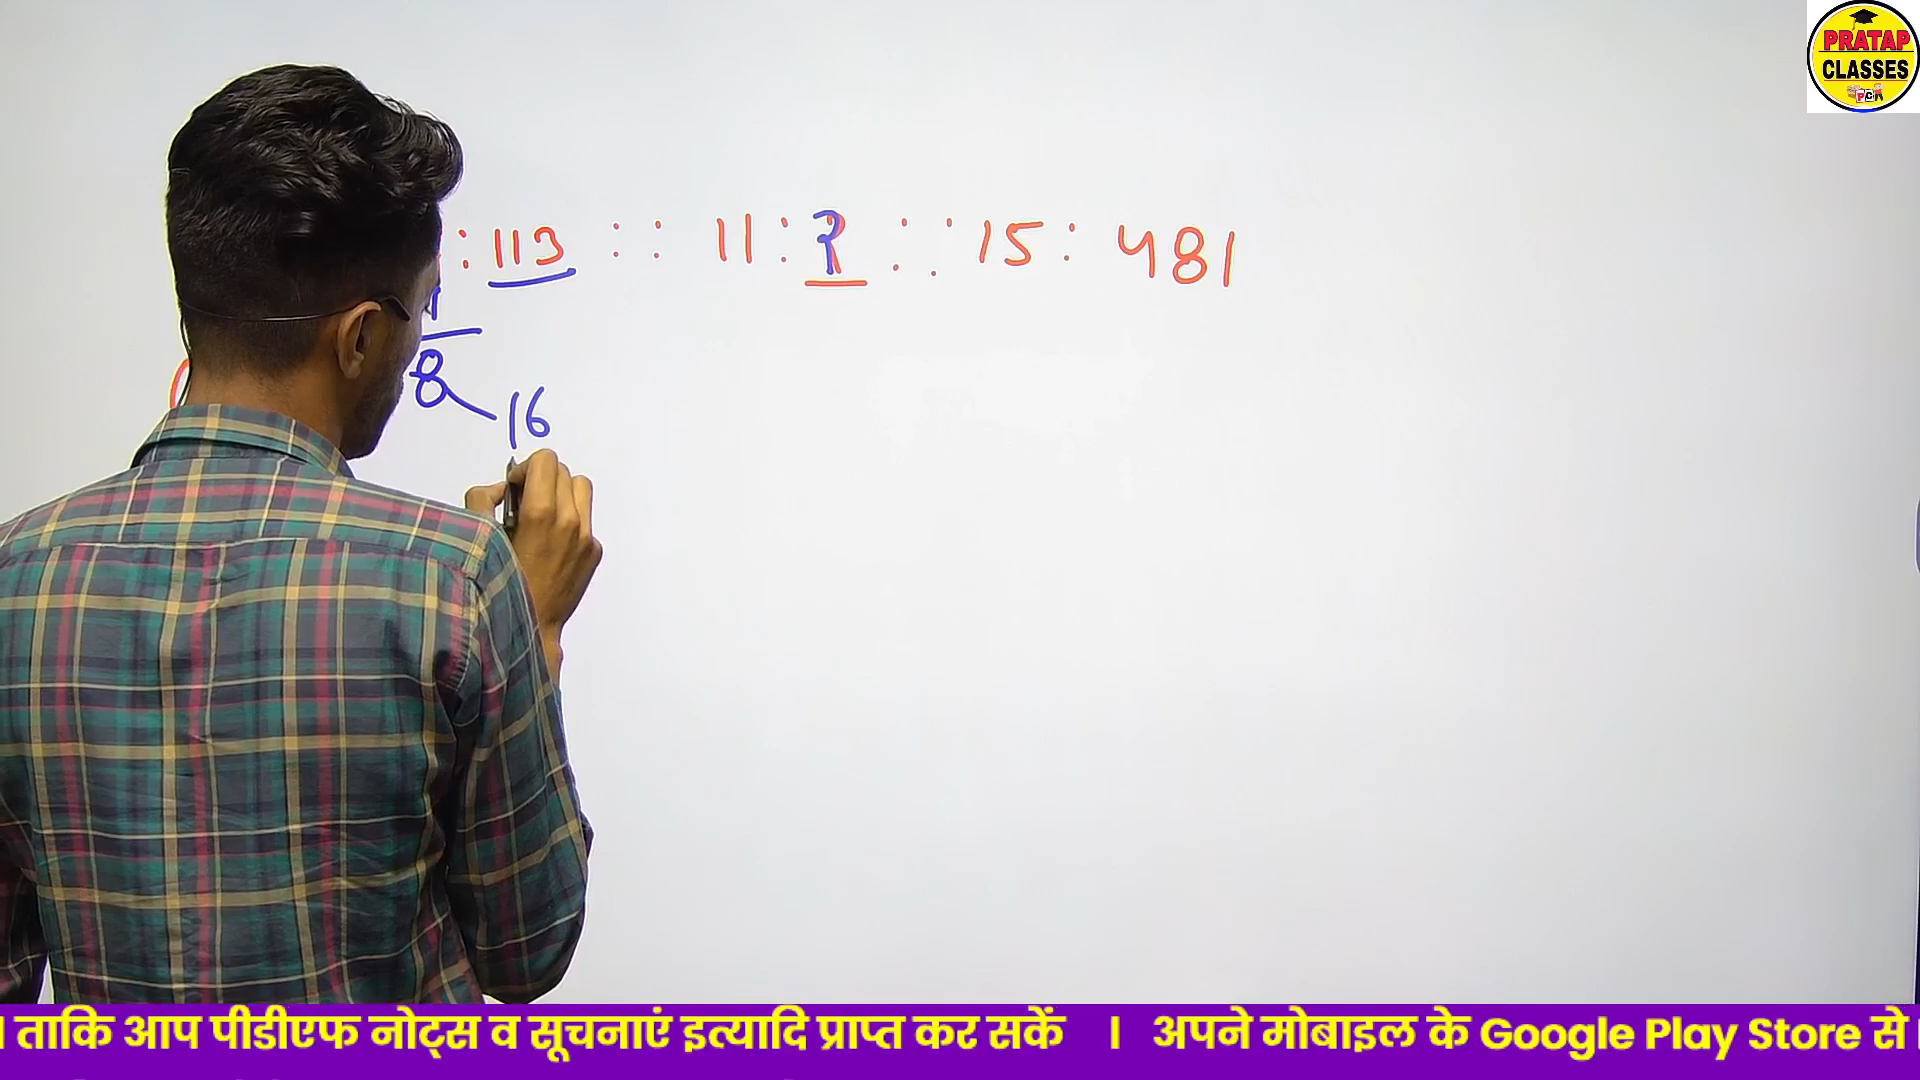 PRATAP
CLASSES
: 113 :: 11 : ? :: 15 : 481
1
8
16
। ताकि आप पीडीएफ नोट्स व सूचनाएं इत्यादि प्राप्त कर सकें । अपने मोबाइल के Google Play Store से